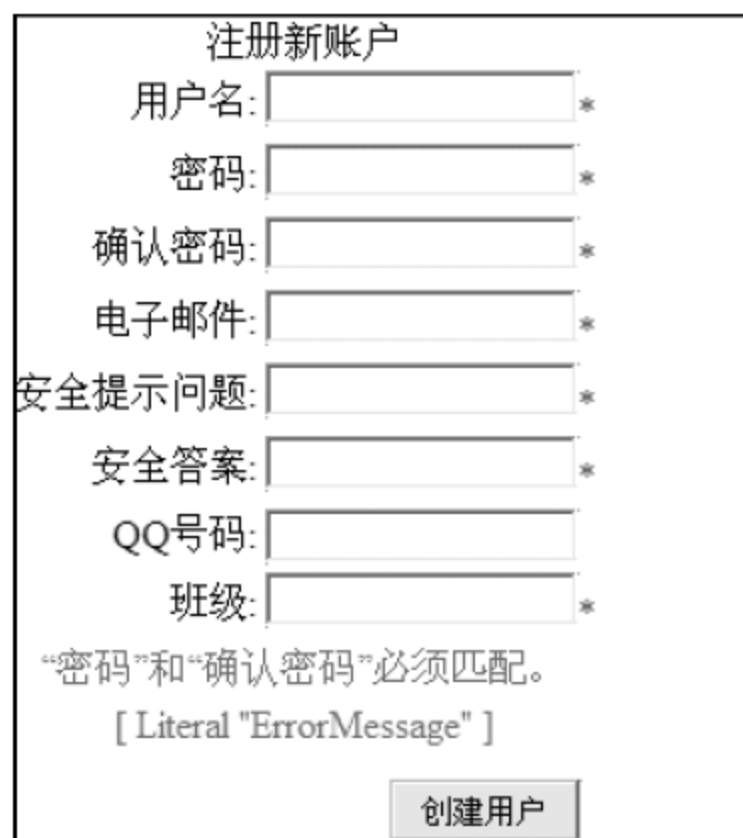 注册新账户
用户名: *
密码: *
确认密码: *
电子邮件: *
安全提示问题: *
安全答案: *
QQ号码:
班级: *
“密码”和“确认密码”必须匹配。
[ Literal "ErrorMessage" ]
创建用户